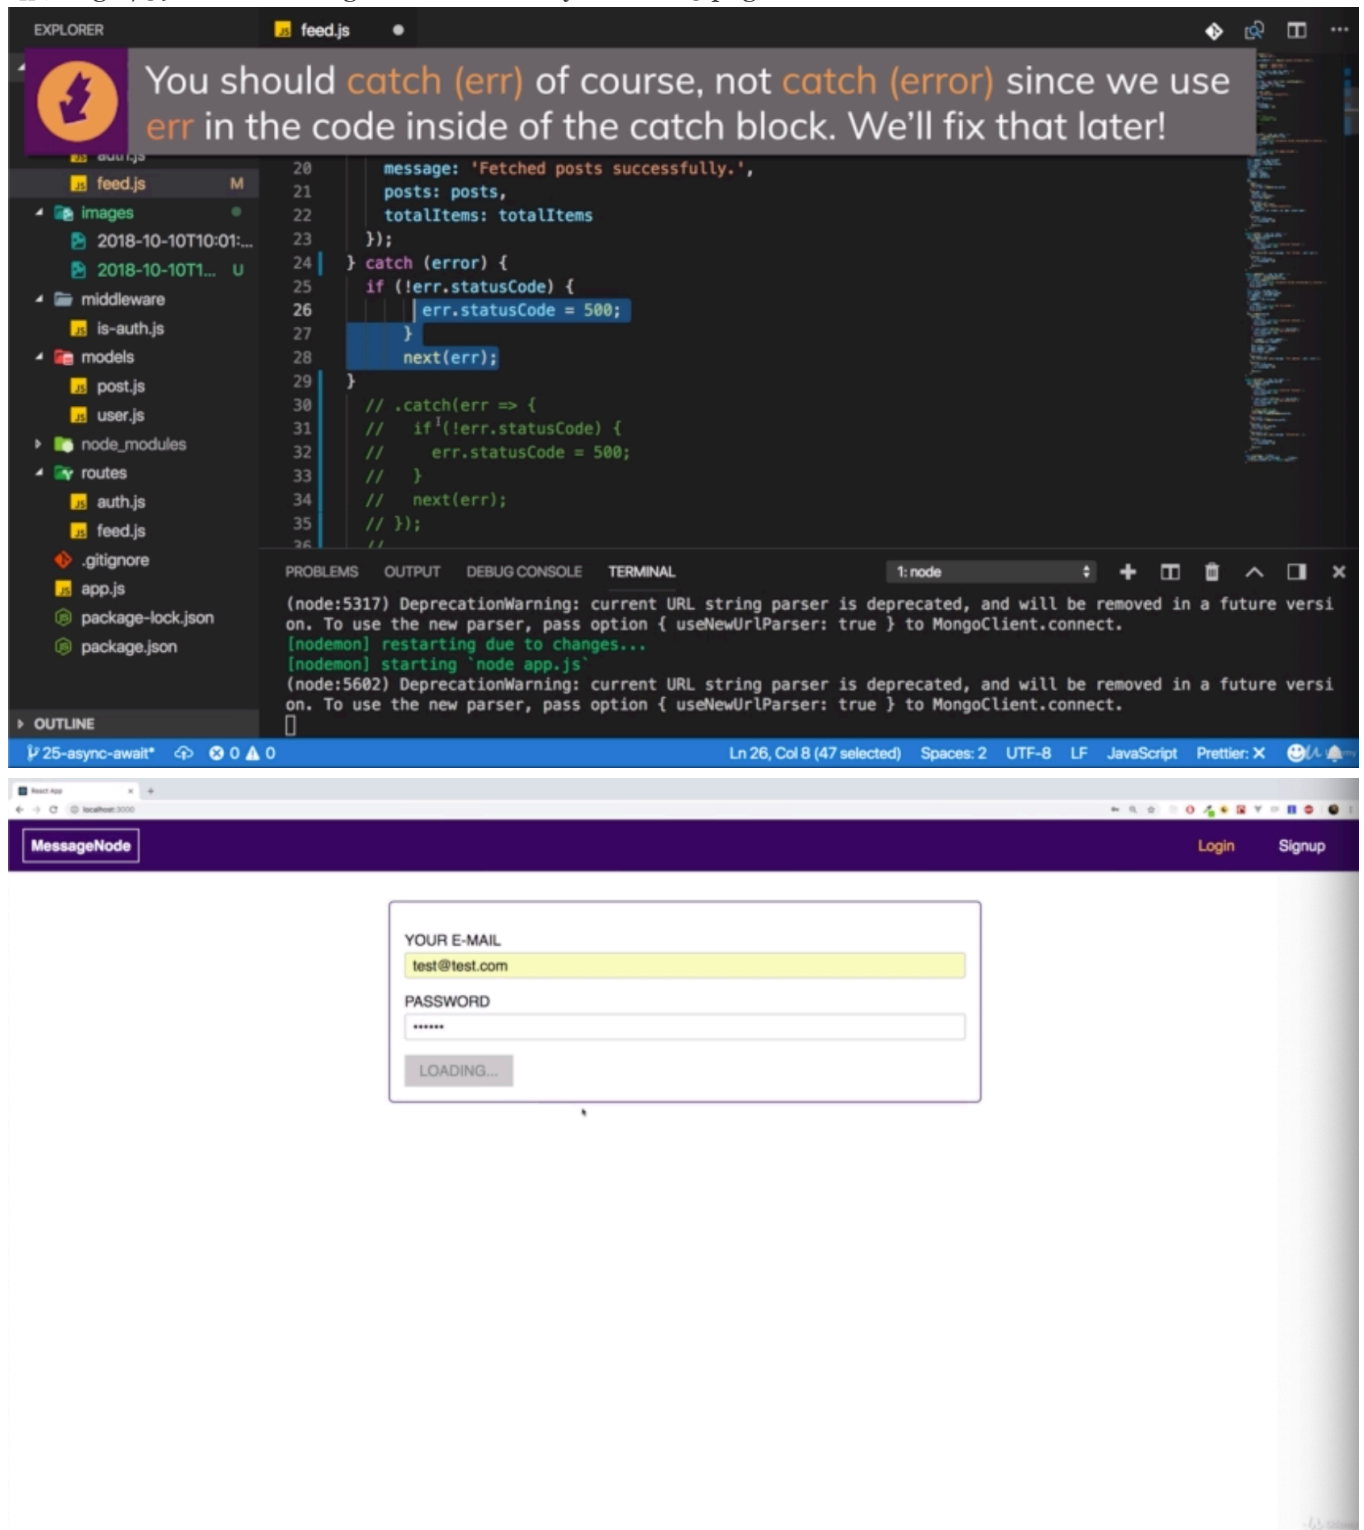 EXPLORER
feed.js
You should catch (err) of course, not catch (error) since we use
err in the code inside of the catch block. We'll fix that later!
auth.js
feed.js M
images
2018-10-10T10:01:...
2018-10-10T1... U
middleware
is-auth.js
models
post.js
user.js
node_modules
routes
auth.js
feed.js
.gitignore
app.js
package-lock.json
package.json
OUTLINE
20 message: 'Fetched posts successfully.',
21 posts: posts,
22 totalItems: totalItems
23 });
24 } catch (error) {
25 if (!err.statusCode) {
26 err.statusCode = 500;
27 }
28 next(err);
29 }
30 // .catch(err => {
31 // if (!err.statusCode) {
32 // err.statusCode = 500;
33 // }
34 // next(err);
35 // });
36 //
PROBLEMS OUTPUT DEBUG CONSOLE TERMINAL 1: node
(node:5317) DeprecationWarning: current URL string parser is deprecated, and will be removed in a future versi
on. To use the new parser, pass option { useNewUrlParser: true } to MongoClient.connect.
[nodemon] restarting due to changes...
[nodemon] starting `node app.js`
(node:5602) DeprecationWarning: current URL string parser is deprecated, and will be removed in a future versi
on. To use the new parser, pass option { useNewUrlParser: true } to MongoClient.connect.
25-async-await* 0 0 Ln 26, Col 8 (47 selected) Spaces: 2 UTF-8 LF JavaScript Prettier: X
React App
localhost:3000
MessageNode Login Signup
YOUR E-MAIL
test@test.com
PASSWORD
••••••
LOADING...